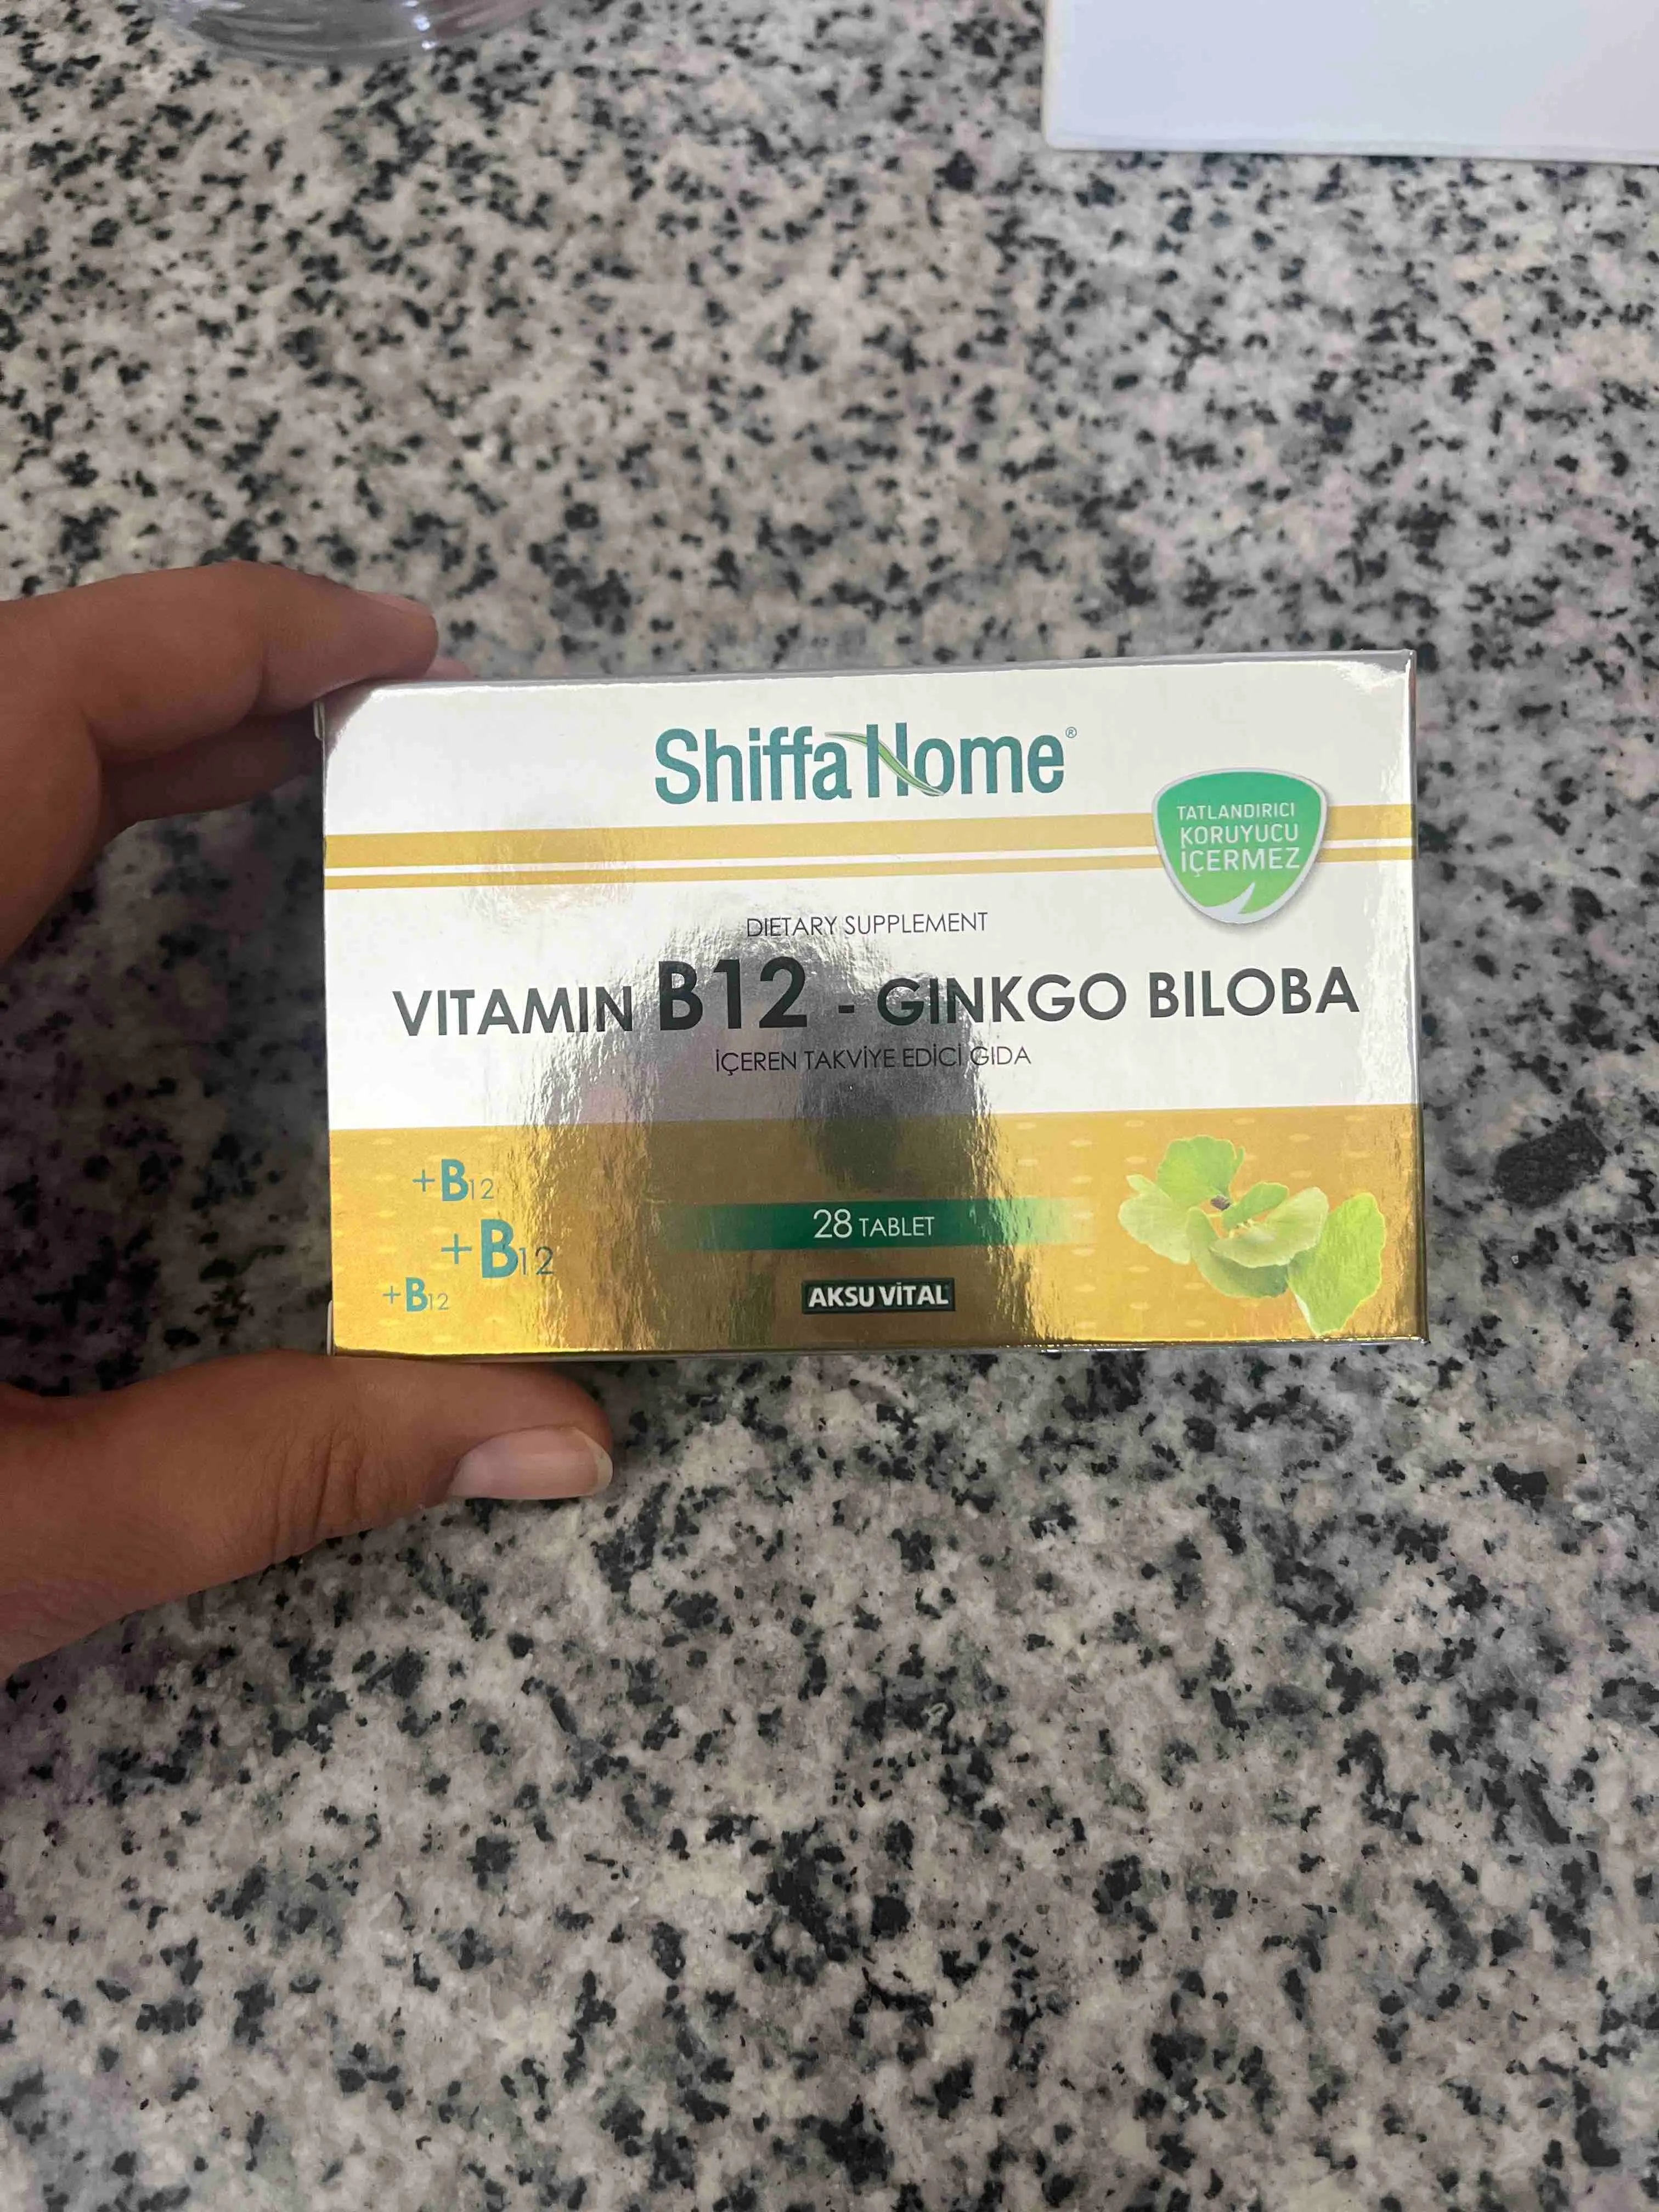 Shiffa Home®
TATLANDIRICI
KORUYUCU
İÇERMEZ
DIETARY SUPPLEMENT
VITAMIN B12 - GINKGO BILOBA
İÇEREN TAKVİYE EDİCİ GIDA
+B12
+B12
+B12
28 TABLET
AKSU VİTAL